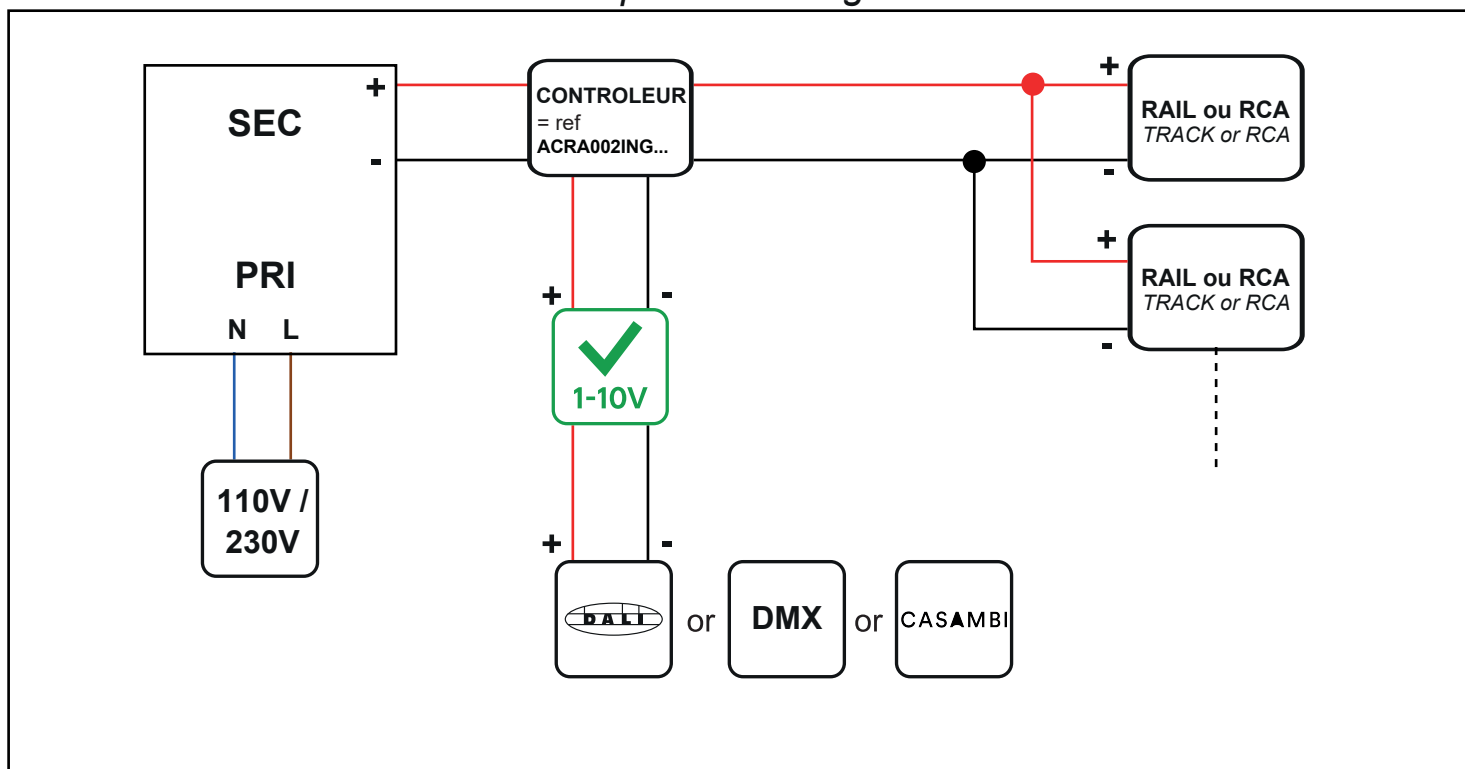 SEC
+
-
PRI
N L
110V /
230V
CONTROLEUR
= ref
ACRA002ING...
+ -
1-10V
+ -
DALI or DMX or CASAMBI
+
RAIL ou RCA
TRACK or RCA
-
+
RAIL ou RCA
TRACK or RCA
-